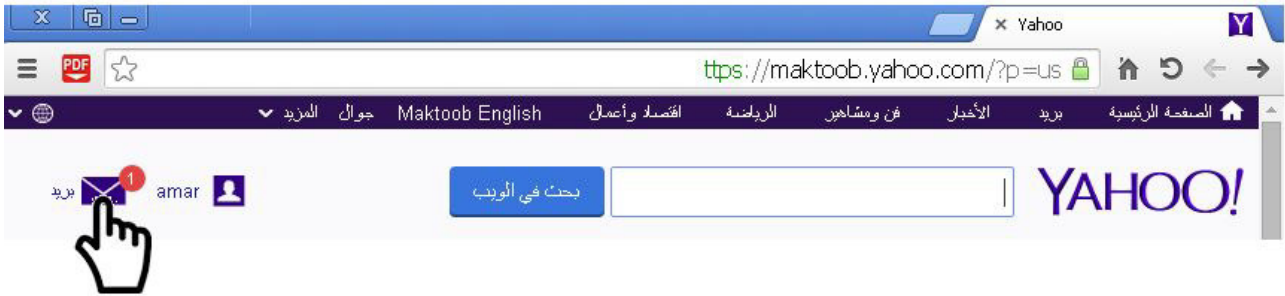 X
Yahoo
PDF
ttps://maktoob.yahoo.com/?p=us
الصفحة الرئيسية بريد الأخبار فن ومشاهير الرياضة اقتصاد وأعمال Maktoob English جوال المزيد
YAHOO!
بحث في الويب
amar
1
بريد